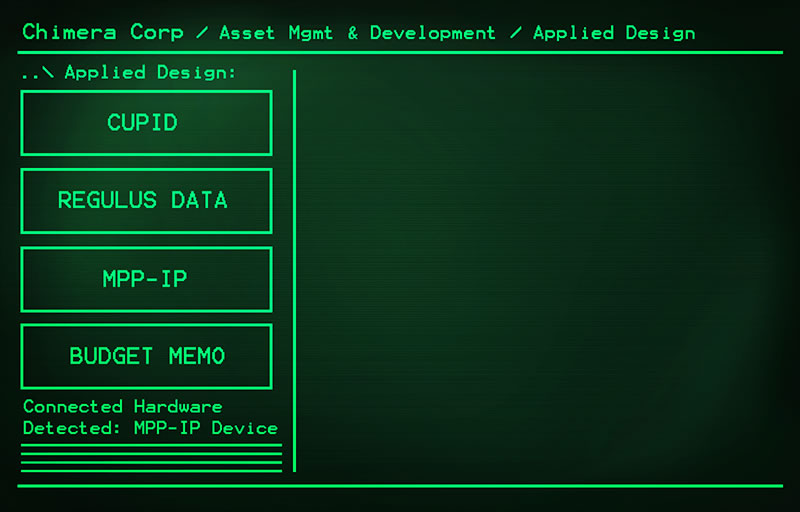 Chimera Corp / Asset Mgmt & Development / Applied Design
..\ Applied Design:
CUPID
REGULUS DATA
MPP-IP
BUDGET MEMO
Connected Hardware
Detected: MPP-IP Device